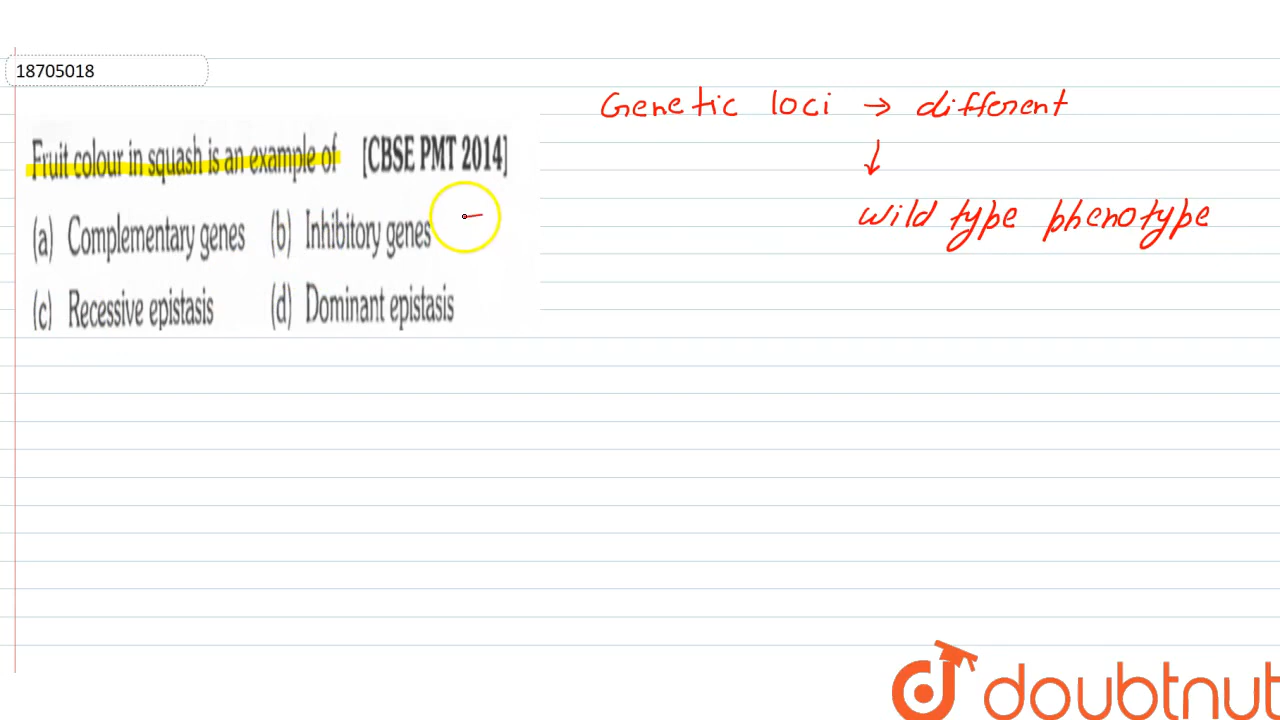 18705018
Fruit colour in squash is an example of [CBSE PMT 2014]
(a) Complementary genes (b) Inhibitory genes
(c) Recessive epistasis (d) Dominant epistasis
Genetic loci → different
↓
wild type phenotype
doubtnut